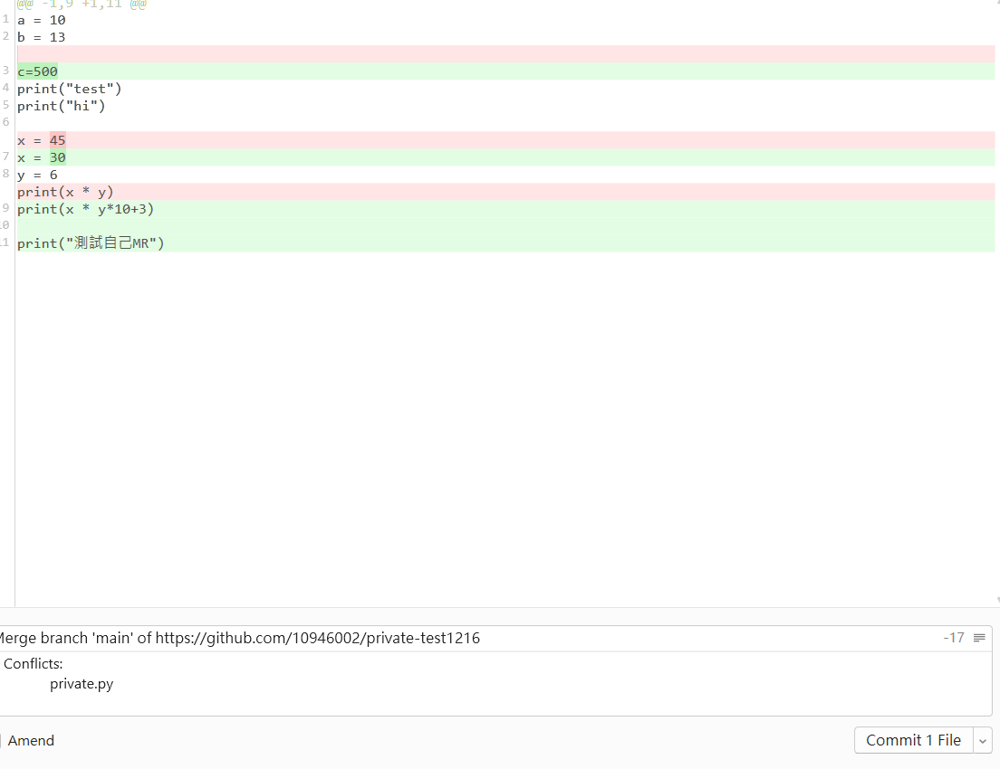 @@ -1,9 +1,11 @@
1 a = 10
2 b = 13
3 c=500
4 print("test")
5 print("hi")
6
x = 45
7 x = 30
8 y = 6
print(x * y)
9 print(x * y*10+3)
10
11 print("測試自己MR")
Merge branch 'main' of https://github.com/10946002/private-test1216 -17
Conflicts:
private.py
Amend
Commit 1 File